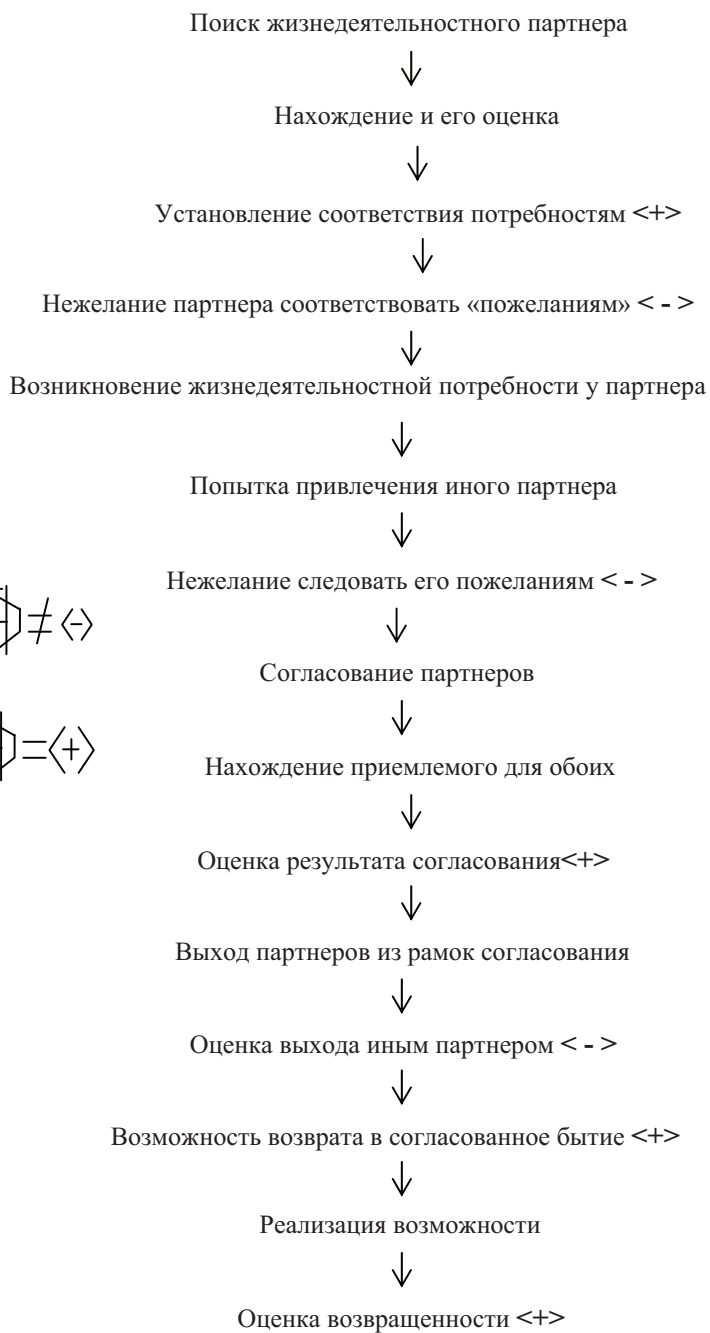 Поиск жизнедеятельностного партнера
Нахождение и его оценка
Установление соответствия потребностям <+>
Нежелание партнера соответствовать «пожеланиям» < - >
Возникновение жизнедеятельностной потребности у партнера
Попытка привлечения иного партнера
Нежелание следовать его пожеланиям < - >
≠ <->
Согласование партнеров
= <+>
Нахождение приемлемого для обоих
Оценка результата согласования<+>
Выход партнеров из рамок согласования
Оценка выхода иным партнером < - >
Возможность возврата в согласованное бытие <+>
Реализация возможности
Оценка возвращенности <+>